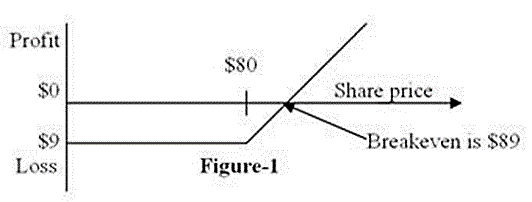 Profit
$80
$0
Share price
$9
Breakeven is $89
Loss
Figure-1